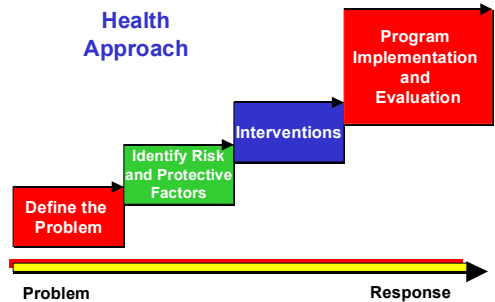 Health
Approach
Program
Implementation
and
Evaluation
Interventions
Identify Risk
and Protective
Factors
Define the
Problem
Problem
Response